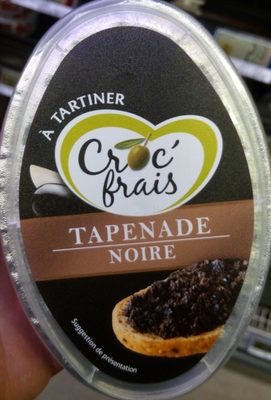 À TARTINER
Croc'
frais
TAPENADE
NOIRE
Suggestion de présentation